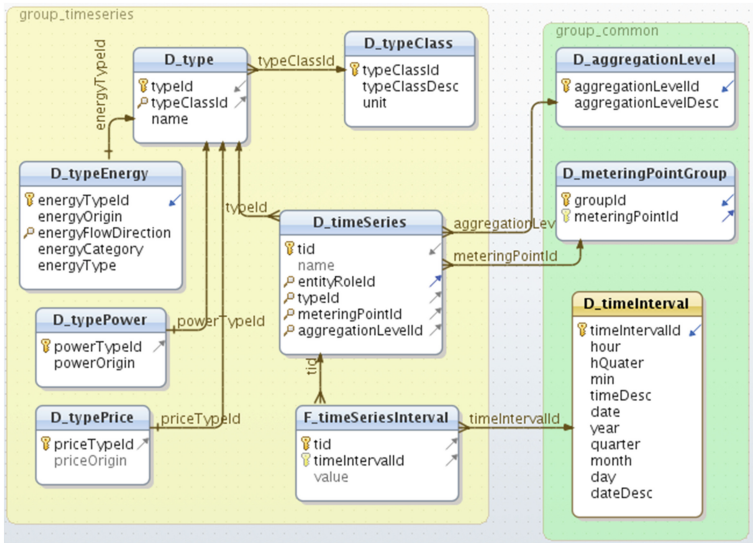 group_timeseries
D_type
typeId
typeClassId
name
typeClassId
D_typeClass
typeClassId
typeClassDesc
unit
energyTypeId
D_typeEnergy
energyTypeId
energyOrigin
energyFlowDirection
energyCategory
energyType
typeId
D_timeSeries
tid
name
entityRoleId
typeId
meteringPointId
aggregationLevelId
aggregationLev
meteringPointId
D_typePower
powerTypeId
powerOrigin
powerTypeId
D_typePrice
priceTypeId
priceOrigin
priceTypeId
tid
F_timeSeriesInterval
tid
timeIntervalId
value
timeIntervalId
group_common
D_aggregationLevel
aggregationLevelId
aggregationLevelDesc
D_meteringPointGroup
groupId
meteringPointId
D_timeInterval
timeIntervalId
hour
hQuater
min
timeDesc
date
year
quarter
month
day
dateDesc